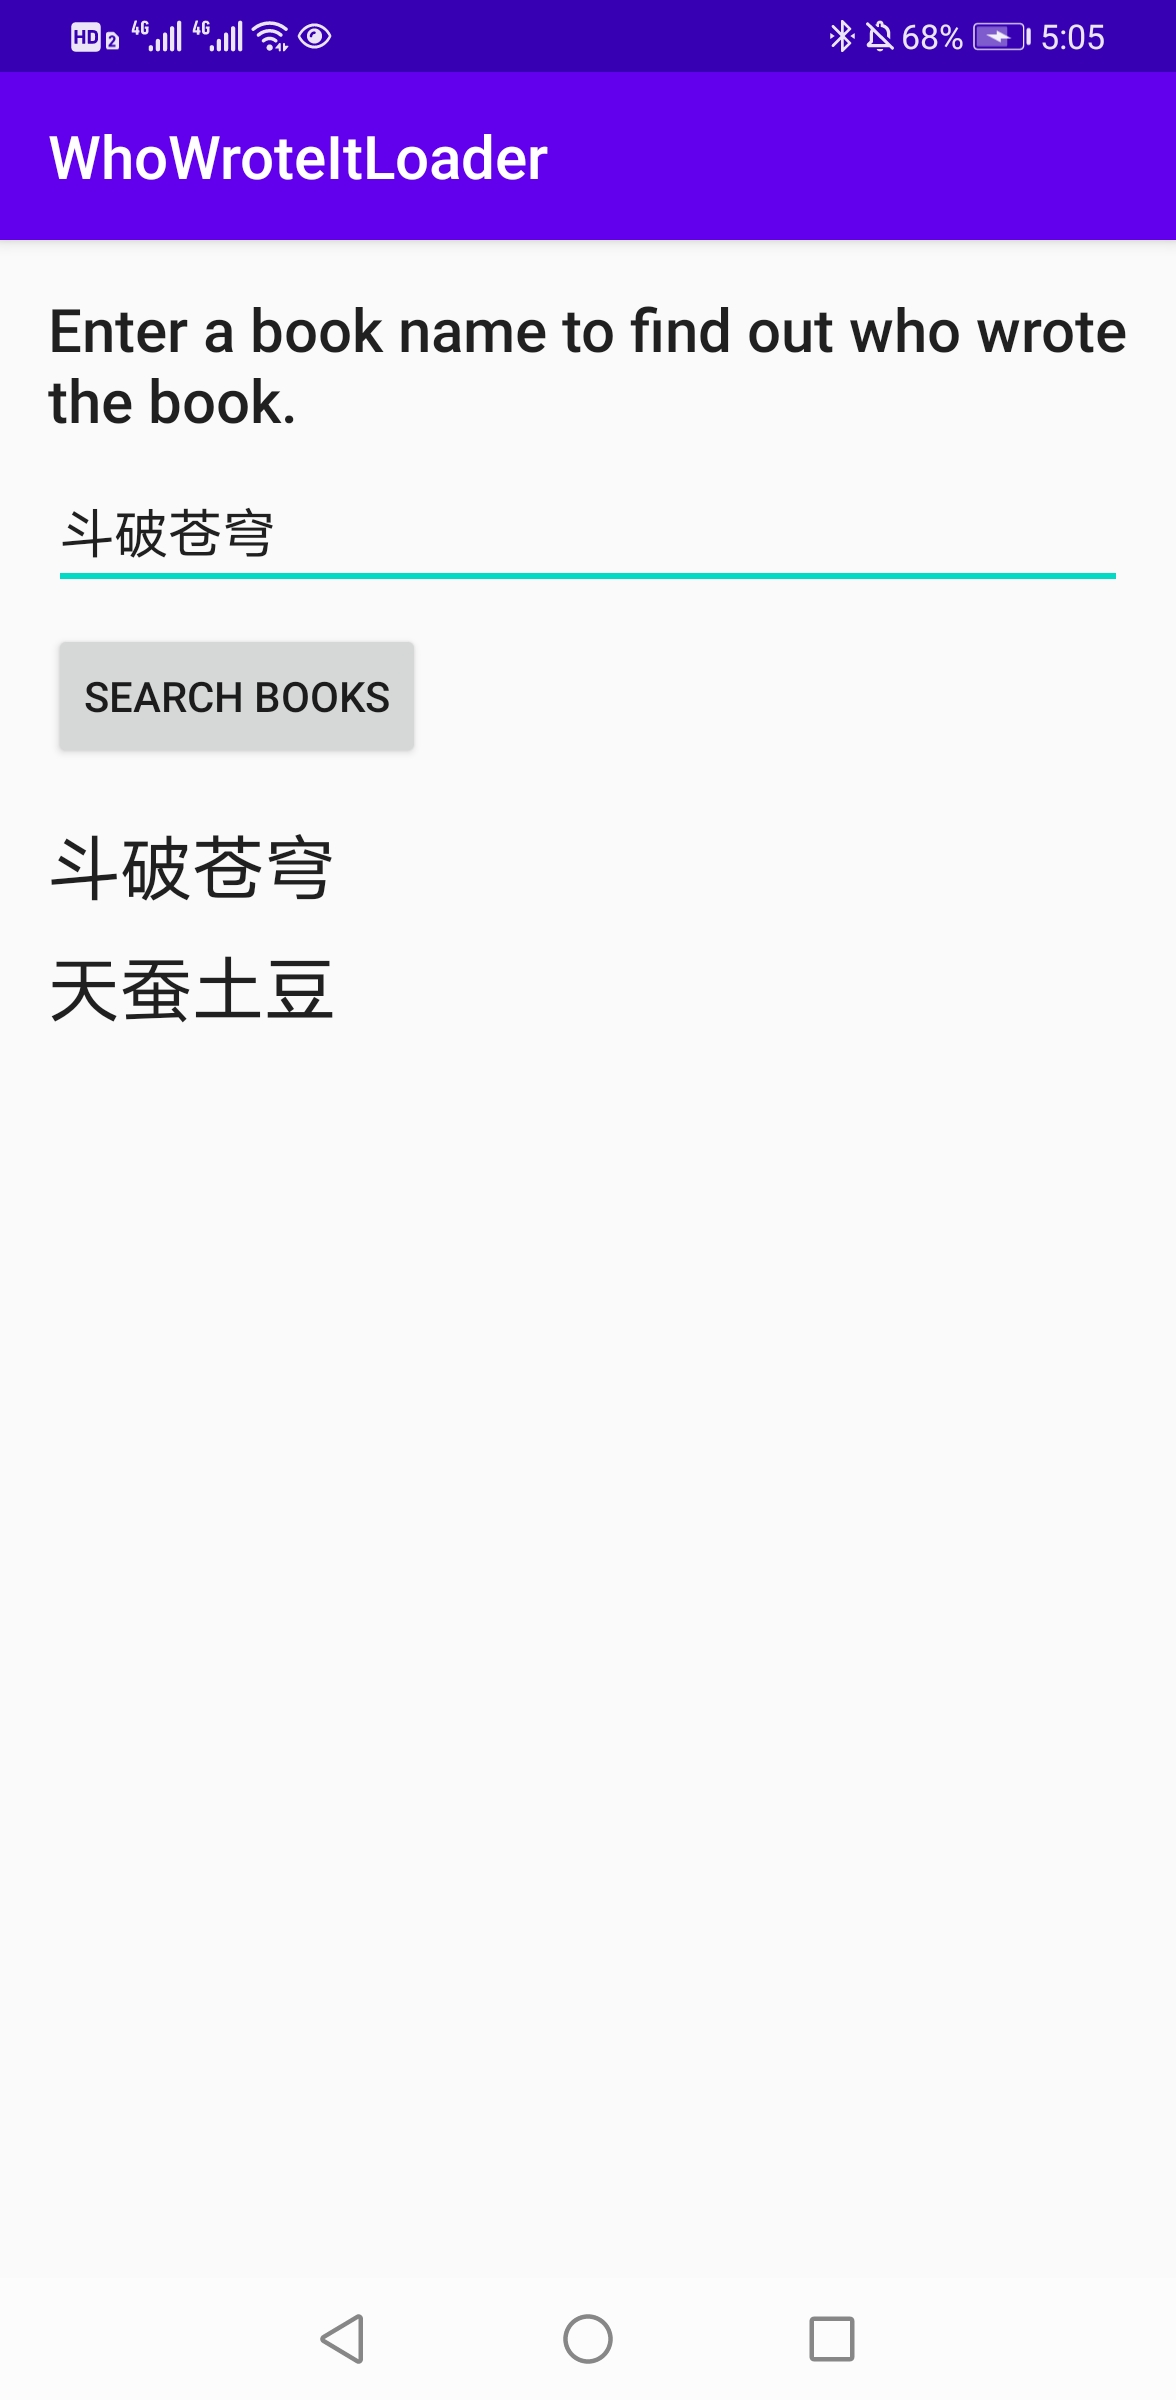 HD 2 4G 4G 68% 5:05
WhoWroteItLoader
Enter a book name to find out who wrote
the book.
斗破苍穹
SEARCH BOOKS
斗破苍穹
天蚕土豆